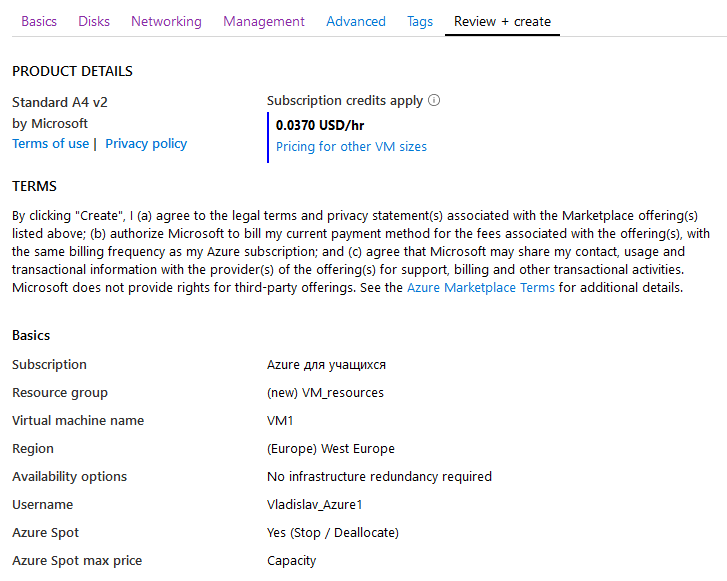 Basics Disks Networking Management Advanced Tags Review + create
PRODUCT DETAILS
Standard A4 v2
by Microsoft
Terms of use | Privacy policy
Subscription credits apply
0.0370 USD/hr
Pricing for other VM sizes
TERMS
By clicking "Create", I (a) agree to the legal terms and privacy statement(s) associated with the Marketplace offering(s)
listed above; (b) authorize Microsoft to bill my current payment method for the fees associated with the offering(s), with
the same billing frequency as my Azure subscription; and (c) agree that Microsoft may share my contact, usage and
transactional information with the provider(s) of the offering(s) for support, billing and other transactional activities.
Microsoft does not provide rights for third-party offerings. See the Azure Marketplace Terms for additional details.
Basics
Subscription Azure для учащихся
Resource group (new) VM_resources
Virtual machine name VM1
Region (Europe) West Europe
Availability options No infrastructure redundancy required
Username Vladislav_Azure1
Azure Spot Yes (Stop / Deallocate)
Azure Spot max price Capacity